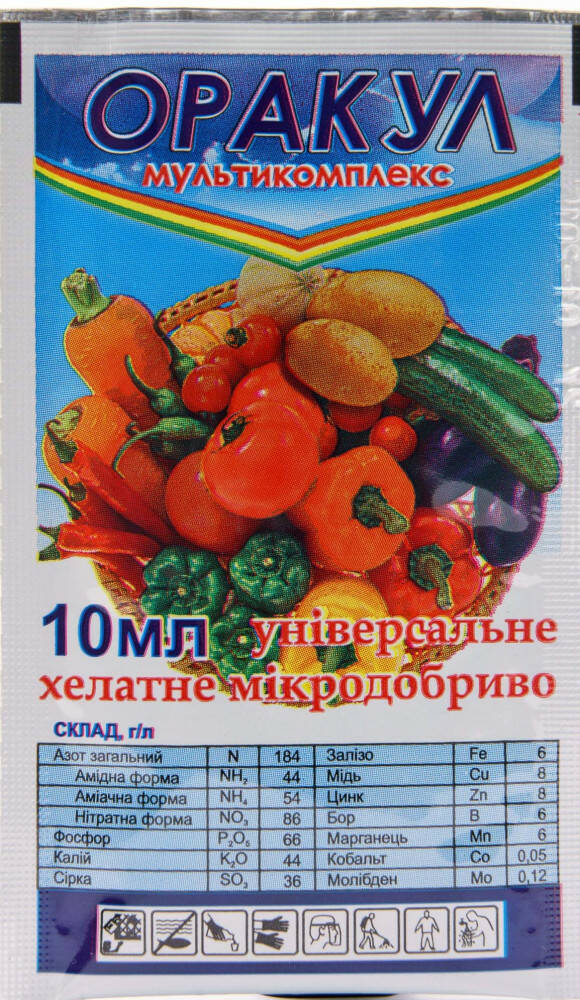 ОРАКУЛ
мультикомплекс
10мл універсальне
хелатне мікродобриво
СКЛАД, г/л
Азот загальний N 184 Залізо Fe 6
Амідна форма NH₂ 44 Мідь Cu 8
Аміачна форма NH₄ 54 Цинк Zn 8
Нітратна форма NO₃ 86 Бор B 6
Фосфор P₂O₅ 66 Марганець Mn 6
Калій K₂O 44 Кобальт Co 0,05
Сірка SO₃ 36 Молібден Mo 0,12